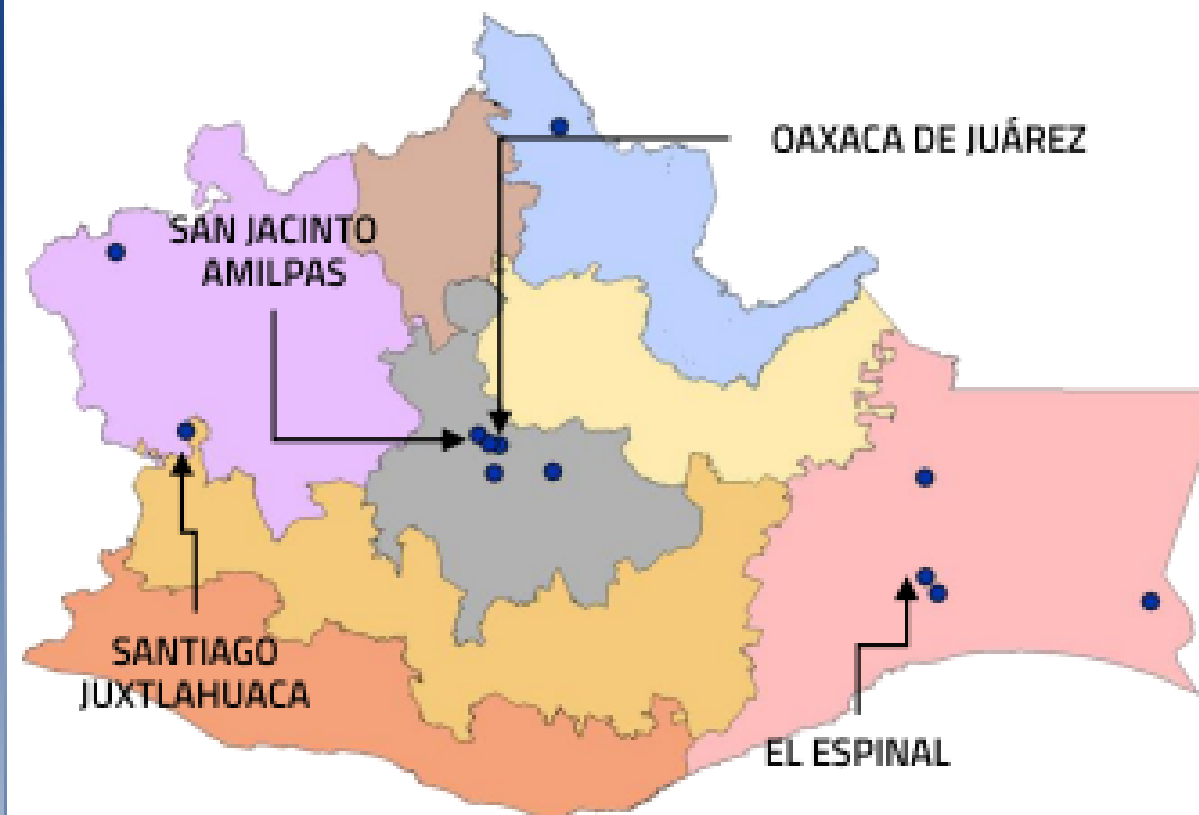 OAXACA DE JUÁREZ
SAN JACINTO
AMILPAS
SANTIAGO
JUXTLAHUACA
EL ESPINAL